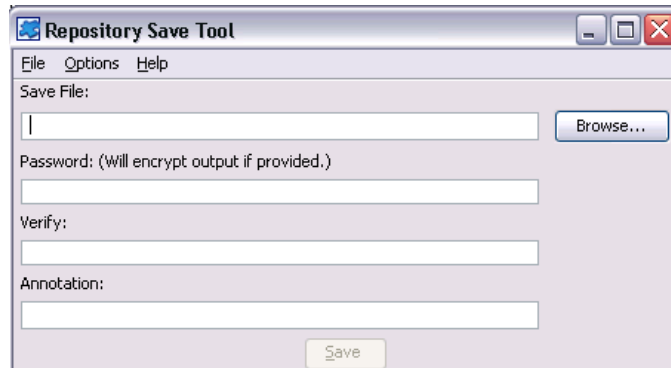 Repository Save Tool
File Options Help
Save File:
Browse...
Password: (Will encrypt output if provided.)
Verify:
Annotation:
Save